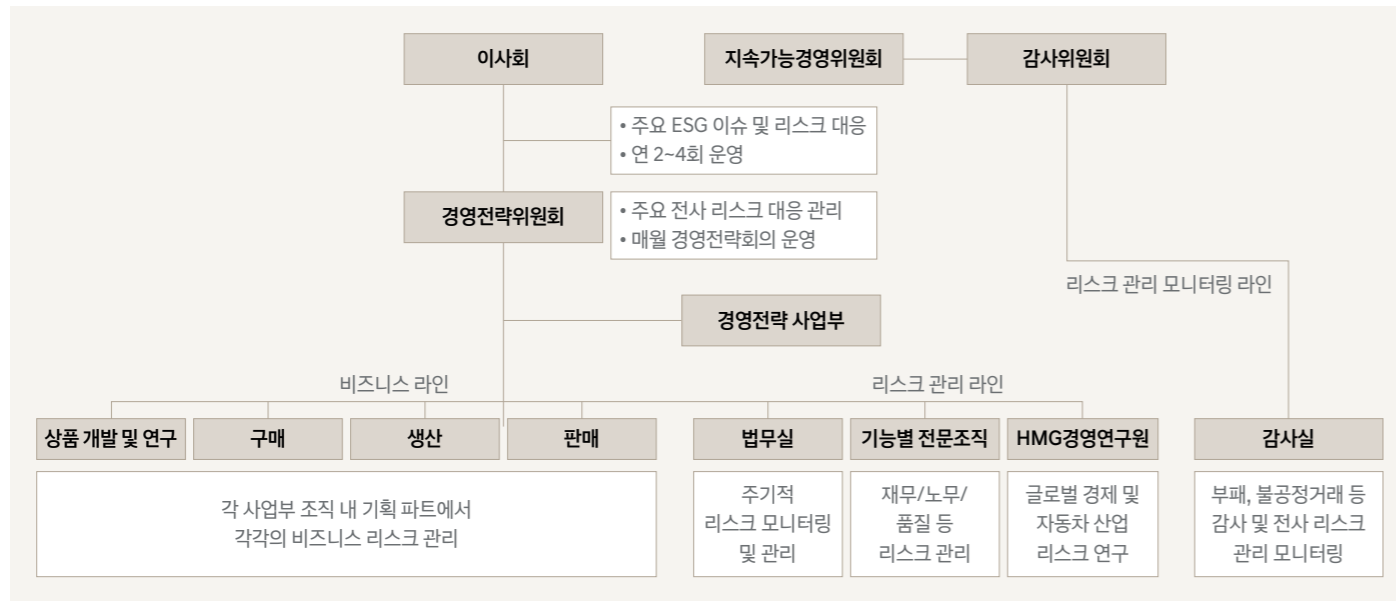 이사회
지속가능경영위원회
감사위원회
• 주요 ESG 이슈 및 리스크 대응
• 연 2~4회 운영
경영전략위원회
• 주요 전사 리스크 대응 관리
• 매월 경영전략회의 운영
리스크 관리 모니터링 라인
경영전략 사업부
비즈니스 라인
리스크 관리 라인
상품 개발 및 연구
구매
생산
판매
법무실
기능별 전문조직
HMG경영연구원
감사실
각 사업부 조직 내 기획 파트에서
각각의 비즈니스 리스크 관리
주기적
리스크 모니터링
및 관리
재무/노무/
품질 등
리스크 관리
글로벌 경제 및
자동차 산업
리스크 연구
부패, 불공정거래 등
감사 및 전사 리스크
관리 모니터링